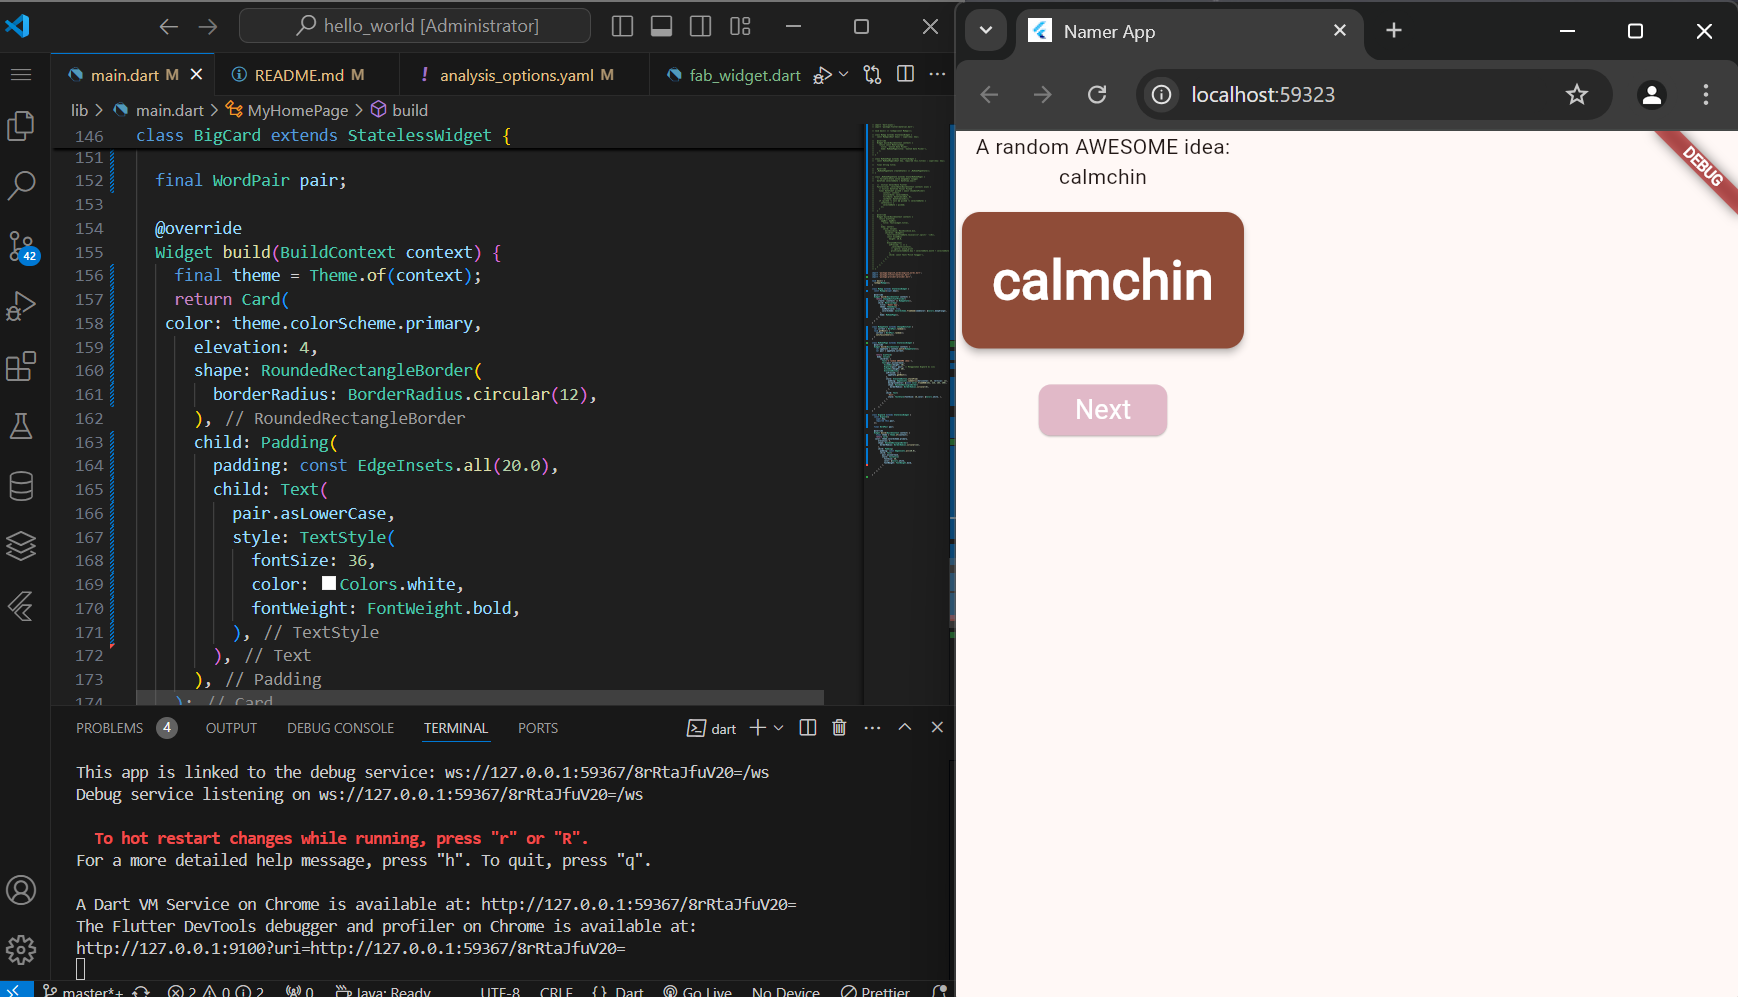 hello_world [Administrator]
main.dart M
README.md M
! analysis_options.yaml M
fab_widget.dart
lib > main.dart > MyHomePage > build
146 class BigCard extends StatelessWidget {
151
152 final WordPair pair;
153
154 @override
155 Widget build(BuildContext context) {
156 final theme = Theme.of(context);
157 return Card(
158 color: theme.colorScheme.primary,
159 elevation: 4,
160 shape: RoundedRectangleBorder(
161 borderRadius: BorderRadius.circular(12),
162 ), // RoundedRectangleBorder
163 child: Padding(
164 padding: const EdgeInsets.all(20.0),
165 child: Text(
166 pair.asLowerCase,
167 style: TextStyle(
168 fontSize: 36,
169 color: Colors.white,
170 fontWeight: FontWeight.bold,
171 ), // TextStyle
172 ), // Text
173 ), // Padding
174 ); // Card
42
PROBLEMS 4 OUTPUT DEBUG CONSOLE TERMINAL PORTS
dart
This app is linked to the debug service: ws://127.0.0.1:59367/8rRtaJfuV20=/ws
Debug service listening on ws://127.0.0.1:59367/8rRtaJfuV20=/ws
To hot restart changes while running, press "r" or "R".
For a more detailed help message, press "h". To quit, press "q".
A Dart VM Service on Chrome is available at: http://127.0.0.1:59367/8rRtaJfuV20=
The Flutter DevTools debugger and profiler on Chrome is available at:
http://127.0.0.1:9100?uri=http://127.0.0.1:59367/8rRtaJfuV20=
master*+ 2 0 2 0 Java: Ready UTF-8 CRLF {} Dart Go Live No Device Prettier
Namer App
localhost:59323
A random AWESOME idea:
calmchin
DEBUG
calmchin
Next